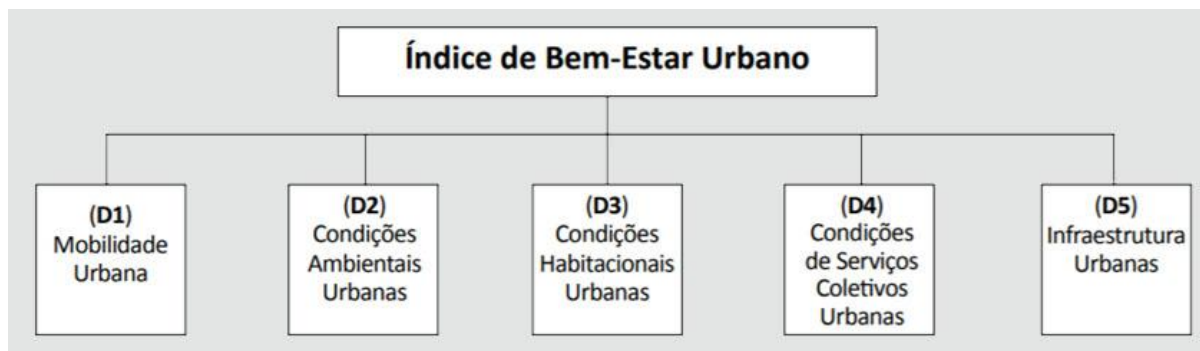 Índice de Bem-Estar Urbano
(D1)
Mobilidade
Urbana
(D2)
Condições
Ambientais
Urbanas
(D3)
Condições
Habitacionais
Urbanas
(D4)
Condições
de Serviços
Coletivos
Urbanas
(D5)
Infraestrutura
Urbanas